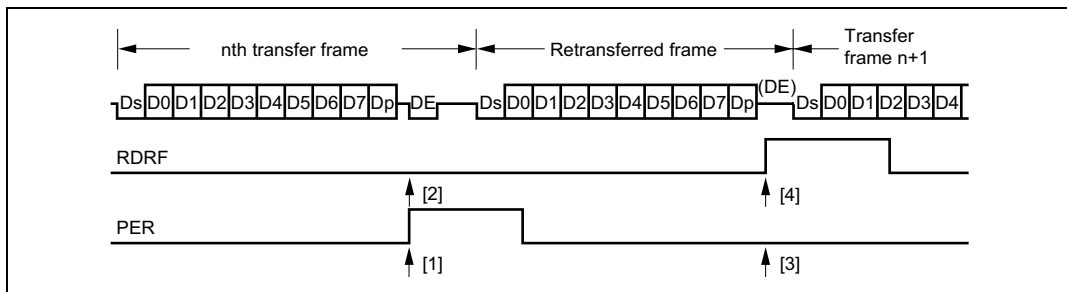 nth transfer frame
Retransferred frame
Transfer
frame n+1
Ds D0 D1 D2 D3 D4 D5 D6 D7 Dp DE Ds D0 D1 D2 D3 D4 D5 D6 D7 Dp (DE) Ds D0 D1 D2 D3 D4
RDRF
[2] [4]
PER
[1] [3]